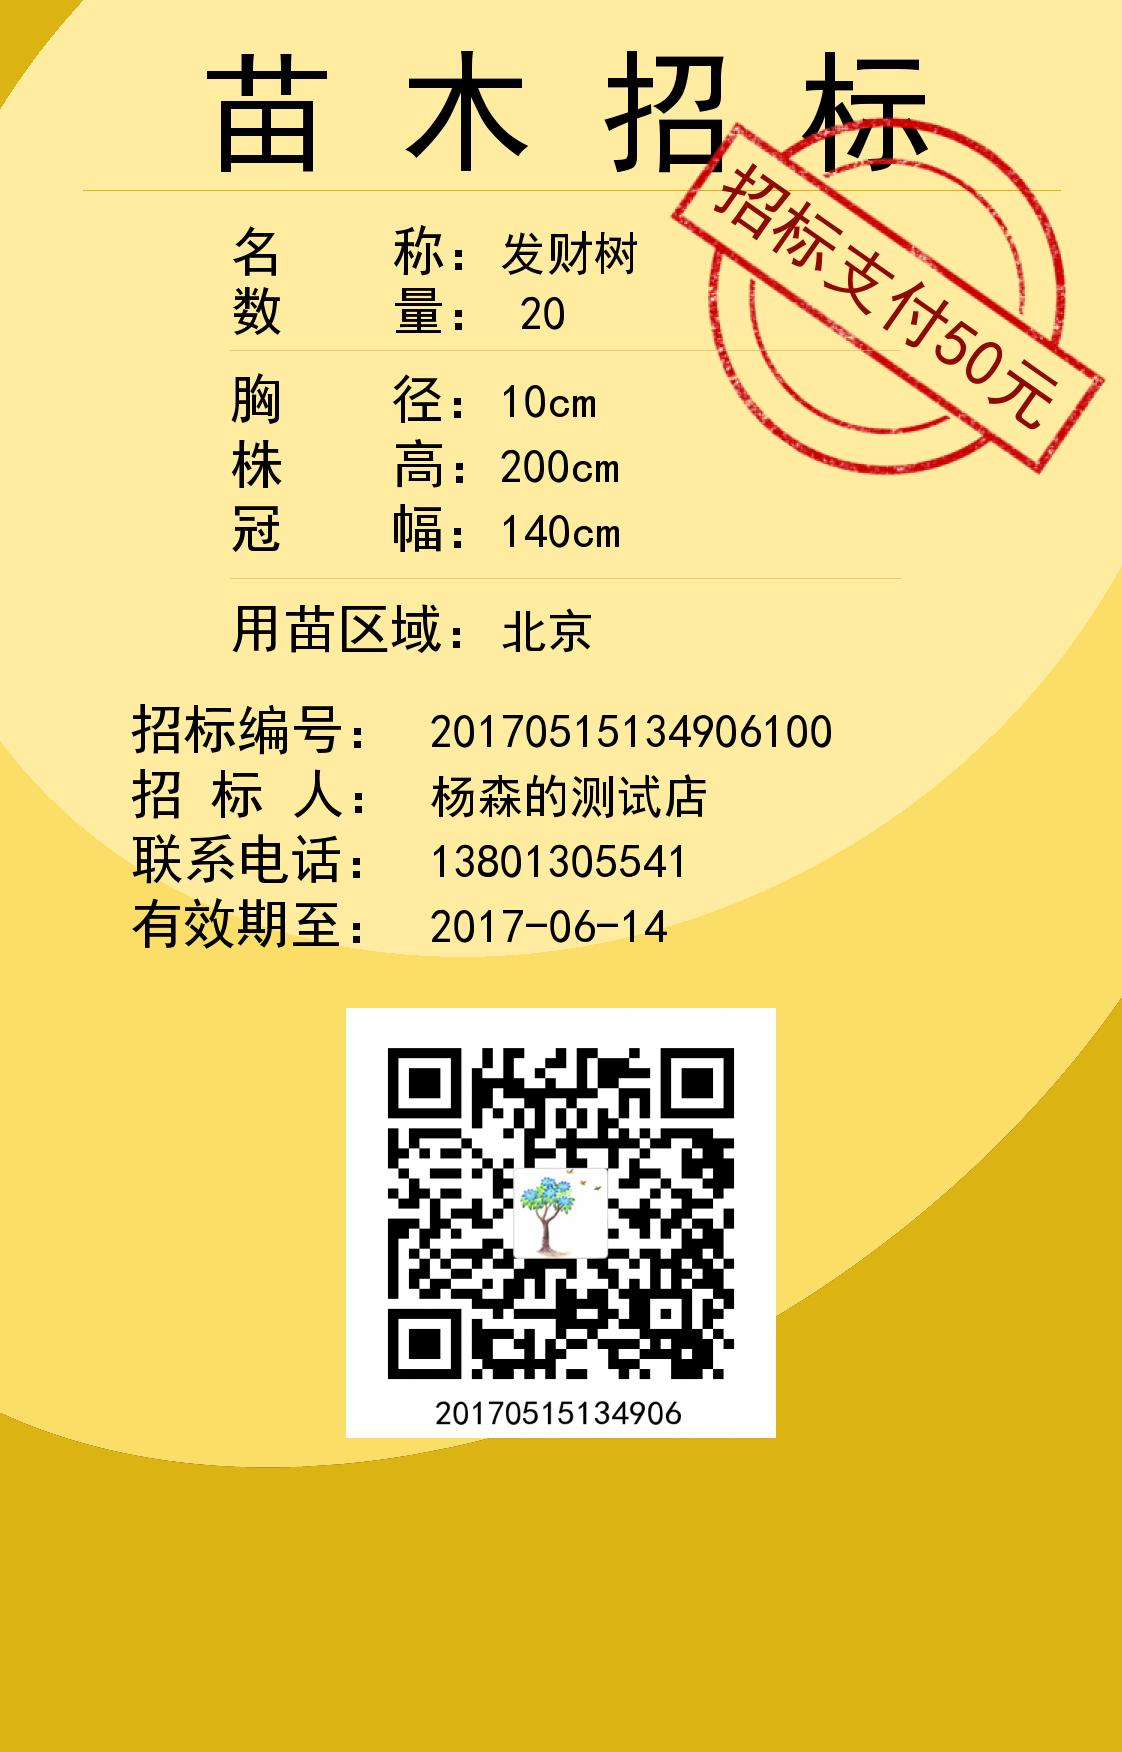 苗木招标
招标支付50元
名 称：发财树
数 量：20
胸 径：10cm
株 高：200cm
冠 幅：140cm
用苗区域：北京
招标编号：20170515134906100
招 标 人：杨森的测试店
联系电话：13801305541
有效期至：2017-06-14
20170515134906